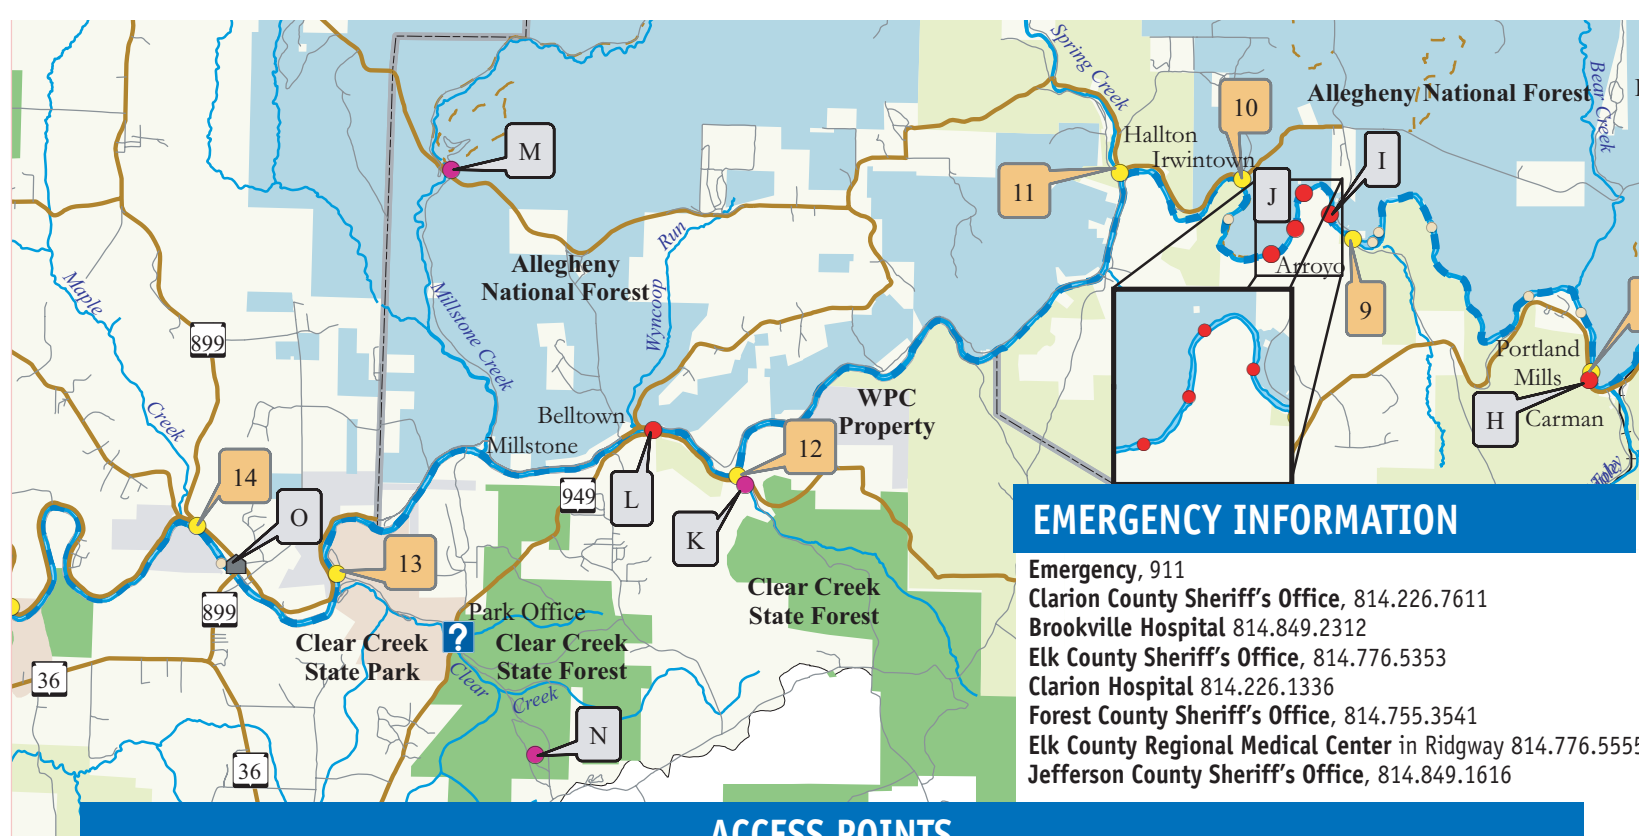 Spring Creek
Bear Creek
10
Allegheny National Forest
Hallton
Irwintown
M
I
11
J
Run
Allegheny
National Forest
Arroyo
Maple
Millstone Creek
Wyncoop
9
899
Portland
Mills
Creek
Belltown
WPC
Property
H
Carman
Millstone
12
14
949
L
O
K
EMERGENCY INFORMATION
13
Emergency, 911
Clarion County Sheriff's Office, 814.226.7611
Brookville Hospital 814.849.2312
Elk County Sheriff's Office, 814.776.5353
Clarion Hospital 814.226.1336
Forest County Sheriff's Office, 814.755.3541
Elk County Regional Medical Center in Ridgway 814.776.5555
Jefferson County Sheriff's Office, 814.849.1616
Clear Creek
State Forest
899
Park Office
?
Clear Creek
State Park
Clear Creek
State Forest
36
Clear
Creek
N
36
ACCESS POINTS